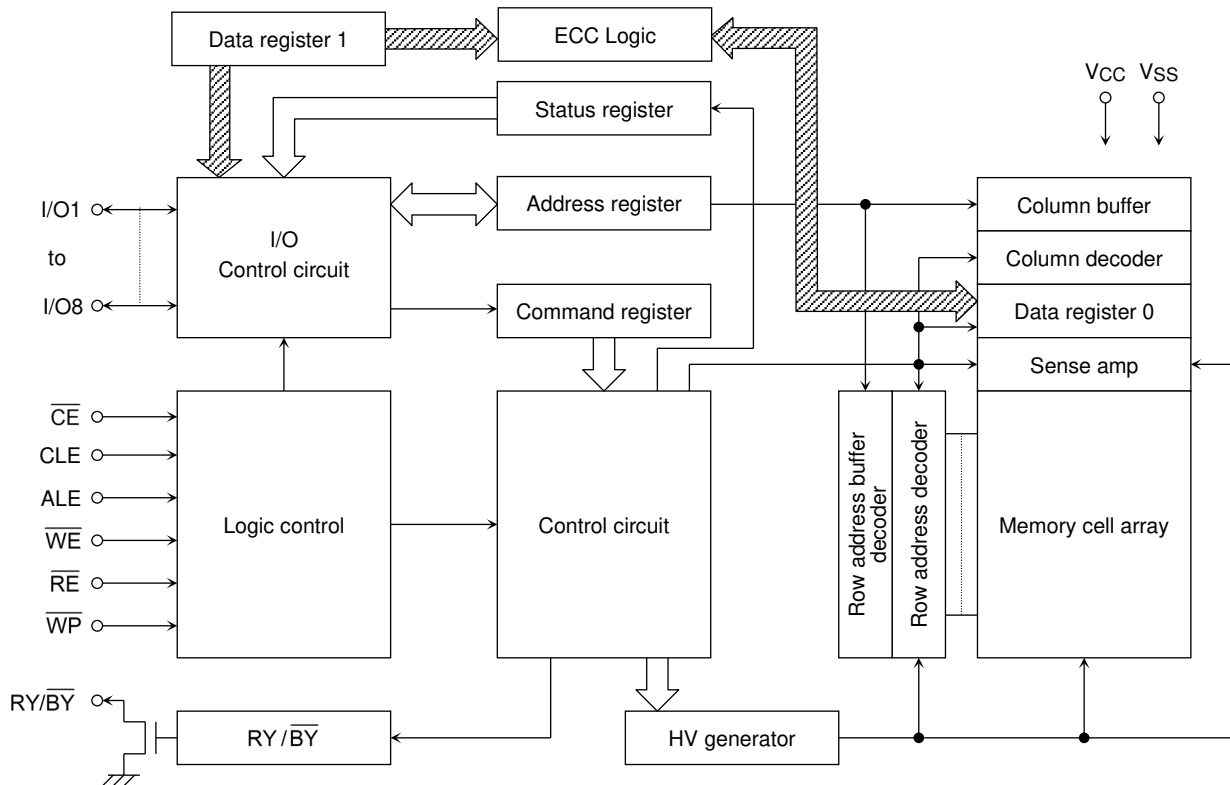 Data register 1
ECC Logic
VCC
VSS
Status register
I/O1
to
I/O8
I/O
Control circuit
Address register
Column buffer
Column decoder
Command register
Data register 0
Sense amp
CE
CLE
ALE
WE
RE
WP
Logic control
Control circuit
Row address buffer
decoder
Row address decoder
Memory cell array
RY/BY
RY/BY
HV generator